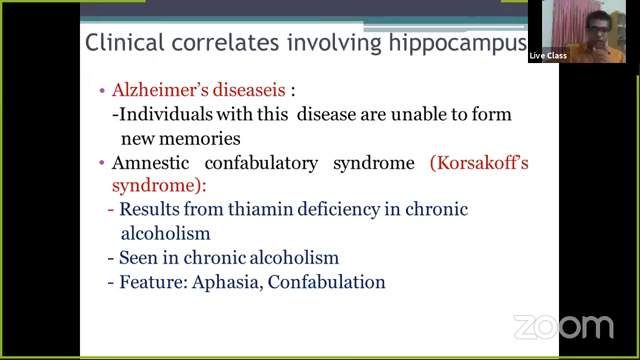 Clinical correlates involving hippocampus
Live Class
• Alzheimer's diseaseis :
-Individuals with this disease are unable to form
new memories
• Amnestic confabulatory syndrome (Korsakoff's
syndrome):
- Results from thiamin deficiency in chronic
alcoholism
- Seen in chronic alcoholism
- Feature: Aphasia, Confabulation
zoom